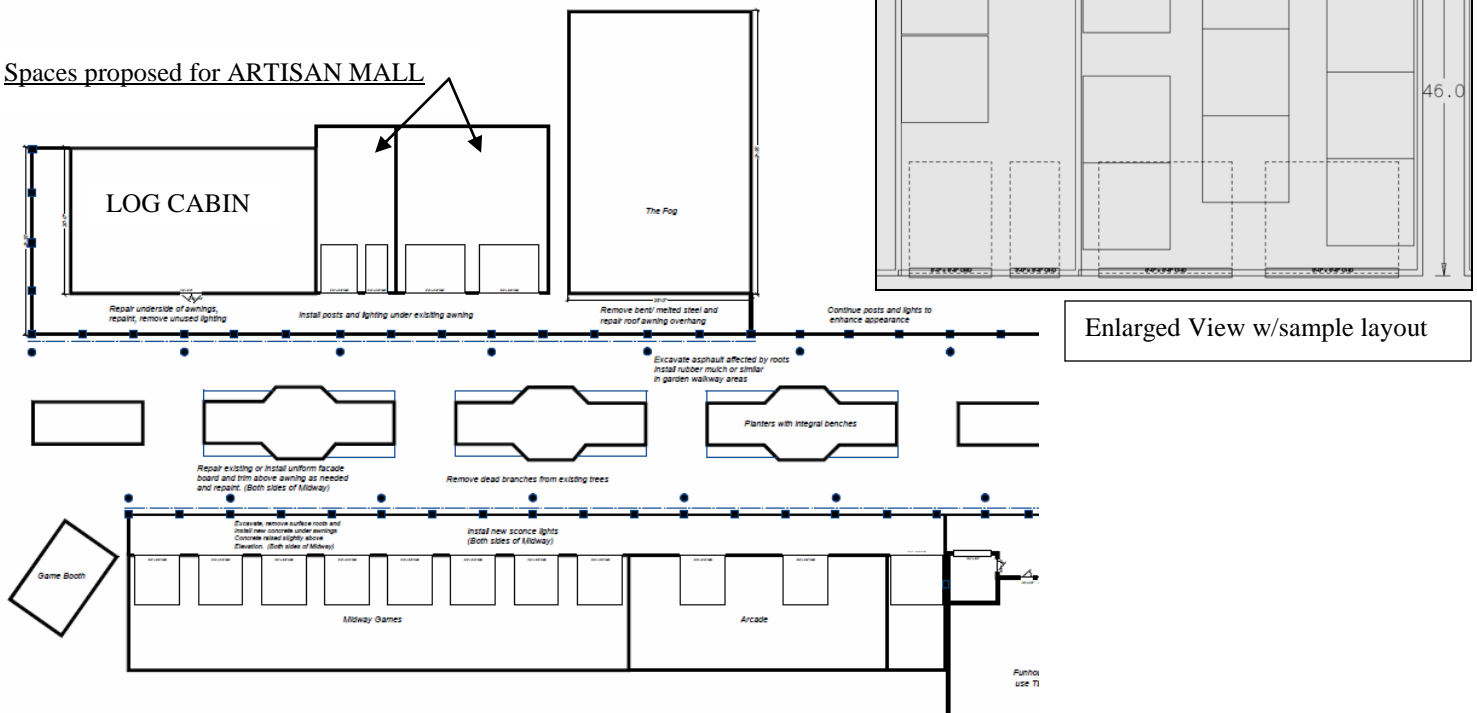 Spaces proposed for ARTISAN MALL
46.0
LOG CABIN
The Fog
Repair underside of awnings,
repaint, remove unused lighting
Install posts and lighting under existing awning
Remove bent/ melted steel and
repair roof awning overhang
Continue posts and lights to
enhance appearance
Enlarged View w/sample layout
Excavate asphalt affected by roots
Install rubber mulch or similar
in garden walkway areas
Planters with integral benches
Repair existing or install uniform facade
board and trim above awning as needed
and repaint. (Both sides of Midway)
Remove dead branches from existing trees
Excavate, remove surface roots and
install new concrete under awnings
Concrete raised slightly above
Elevation. (Both sides of Midway)
Install new sconce lights
(Both sides of Midway)
Game Booth
Midway Games
Arcade